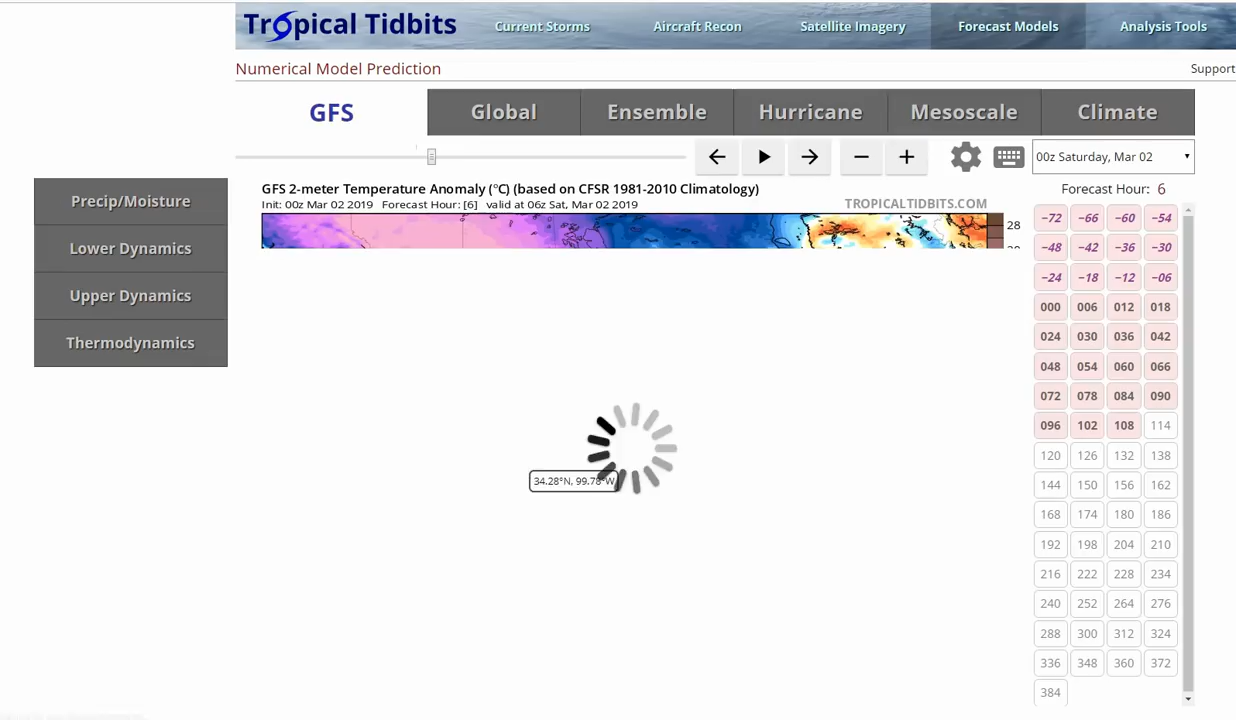 Tropical Tidbits
Current Storms
Aircraft Recon
Satellite Imagery
Forecast Models
Analysis Tools
Numerical Model Prediction
Support
GFS
Global
Ensemble
Hurricane
Mesoscale
Climate
00z Saturday, Mar 02
Precip/Moisture
Lower Dynamics
Upper Dynamics
Thermodynamics
GFS 2-meter Temperature Anomaly (°C) (based on CFSR 1981-2010 Climatology)
Init: 00z Mar 02 2019 Forecast Hour: [6] valid at 06z Sat, Mar 02 2019
TROPICALTIDBITS.COM
28
34.28°N, 99.78°W
Forecast Hour: 6
−72 −66 −60 −54
−48 −42 −36 −30
−24 −18 −12 −06
000 006 012 018
024 030 036 042
048 054 060 066
072 078 084 090
096 102 108 114
120 126 132 138
144 150 156 162
168 174 180 186
192 198 204 210
216 222 228 234
240 252 264 276
288 300 312 324
336 348 360 372
384